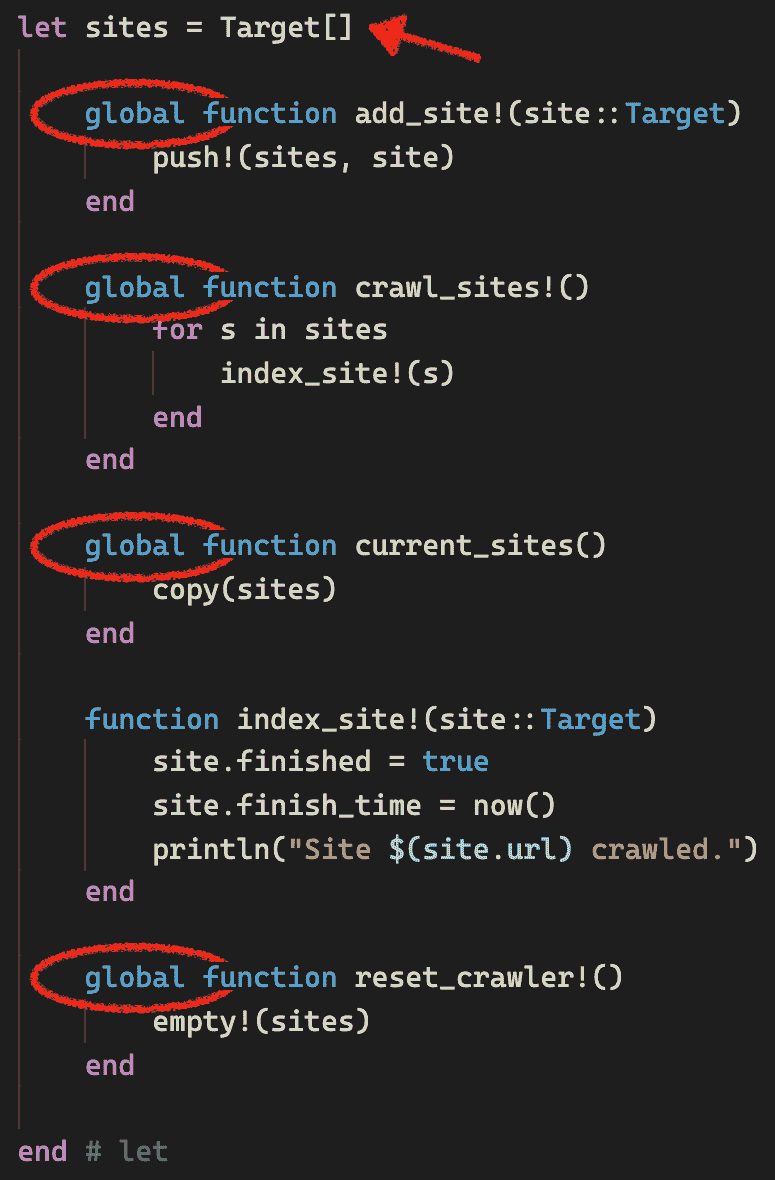 let sites = Target[]
global function add_site!(site::Target)
push!(sites, site)
end
global function crawl_sites!()
for s in sites
index_site!(s)
end
end
global function current_sites()
copy(sites)
end
function index_site!(site::Target)
site.finished = true
site.finish_time = now()
println("Site $(site.url) crawled.")
end
global function reset_crawler!()
empty!(sites)
end
end # let